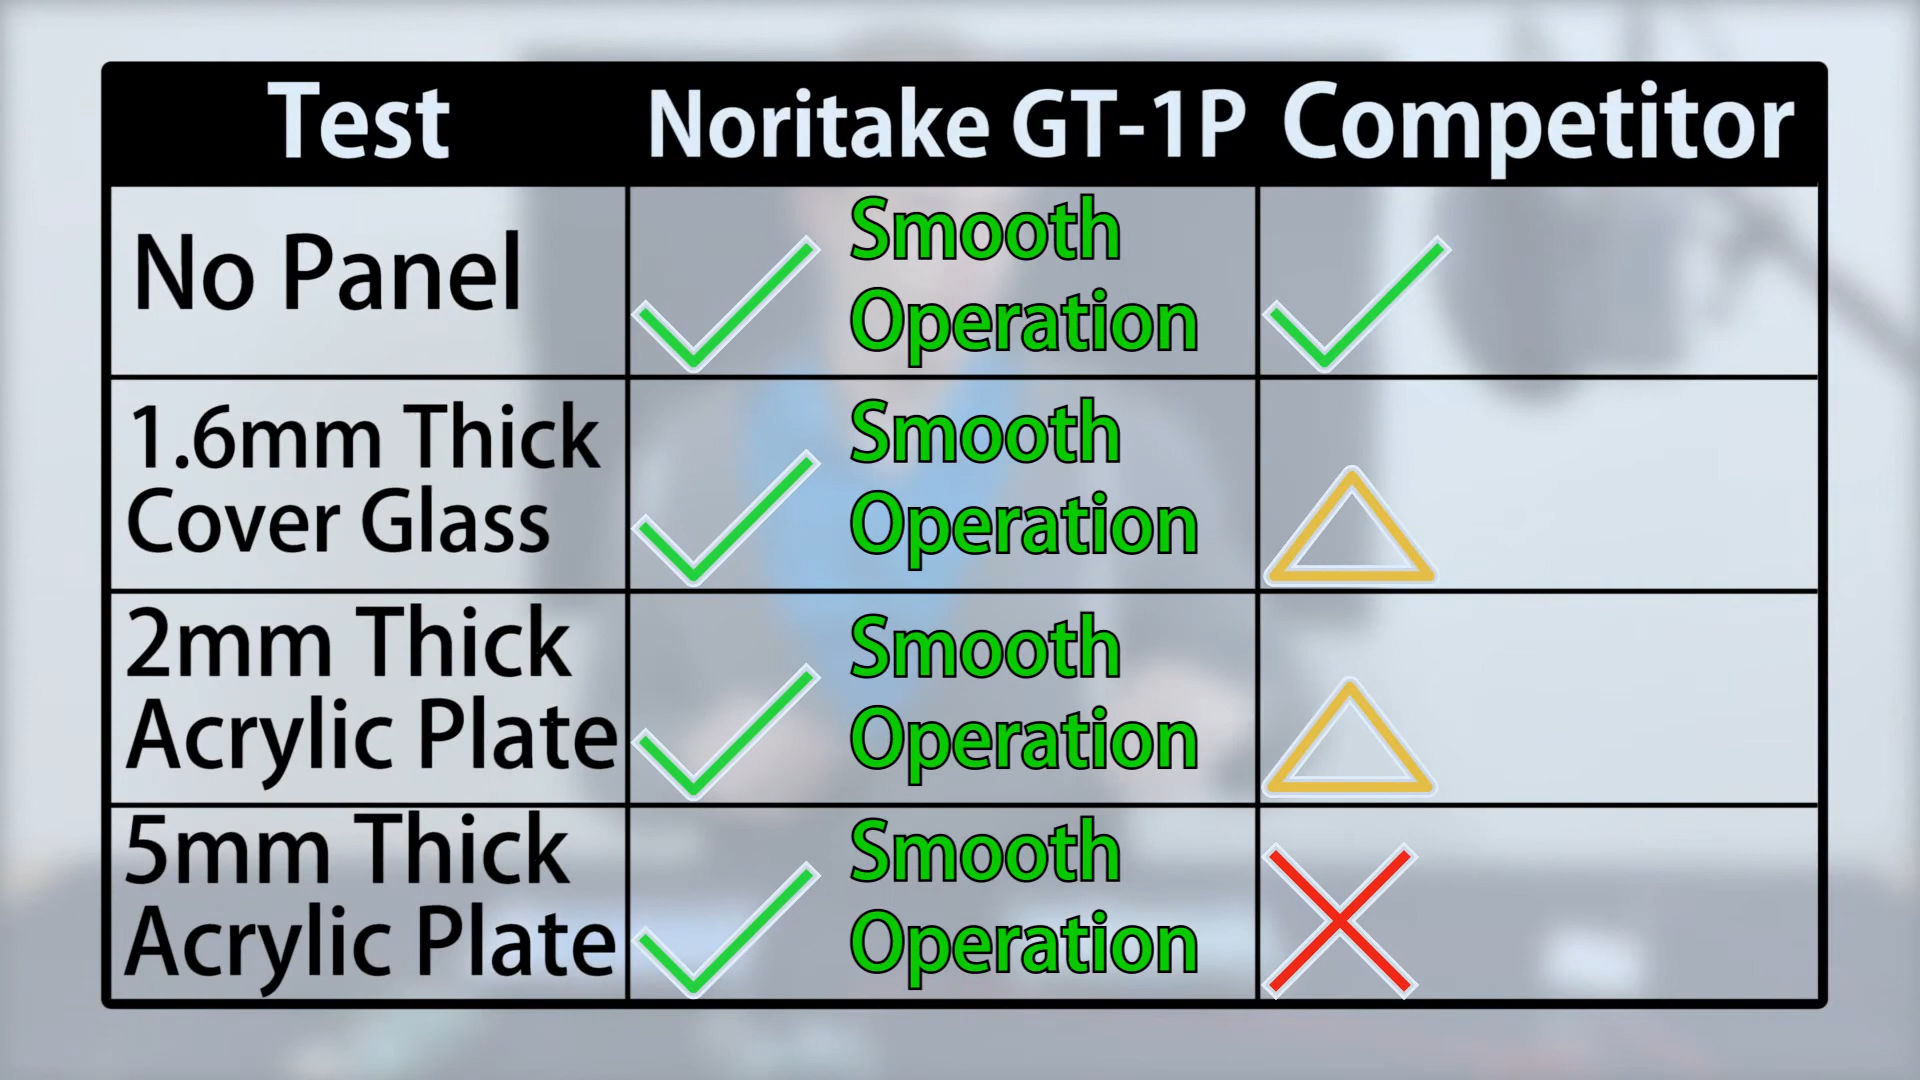 Test Noritake GT-1P Competitor
No Panel
Smooth
Operation
1.6mm Thick
Cover Glass
Smooth
Operation
2mm Thick
Acrylic Plate
Smooth
Operation
5mm Thick
Acrylic Plate
Smooth
Operation